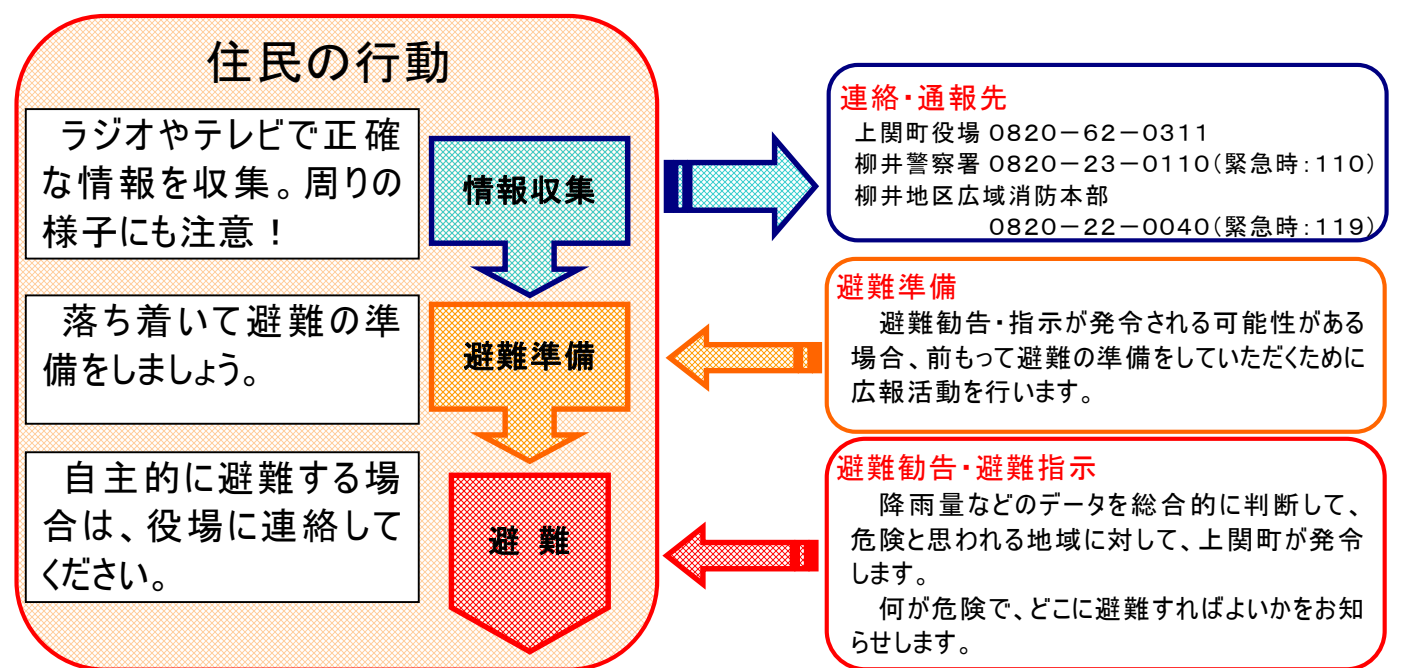 住民の行動
ラジオやテレビで正確
な情報を収集。周りの
様子にも注意！
情報収集
落ち着いて避難の準
備をしましょう。
避難準備
自主的に避難する場
合は、役場に連絡して
ください。
避 難
連絡・通報先
上関町役場 0820－62－0311
柳井警察署 0820－23－0110(緊急時：110)
柳井地区広域消防本部
0820－22－0040(緊急時：119)
避難準備
避難勧告・指示が発令される可能性がある
場合、前もって避難の準備をしていただくために
広報活動を行います。
避難勧告・避難指示
降雨量などのデータを総合的に判断して、
危険と思われる地域に対して、上関町が発令
します。
何が危険で、どこに避難すればよいかをお知
らせします。